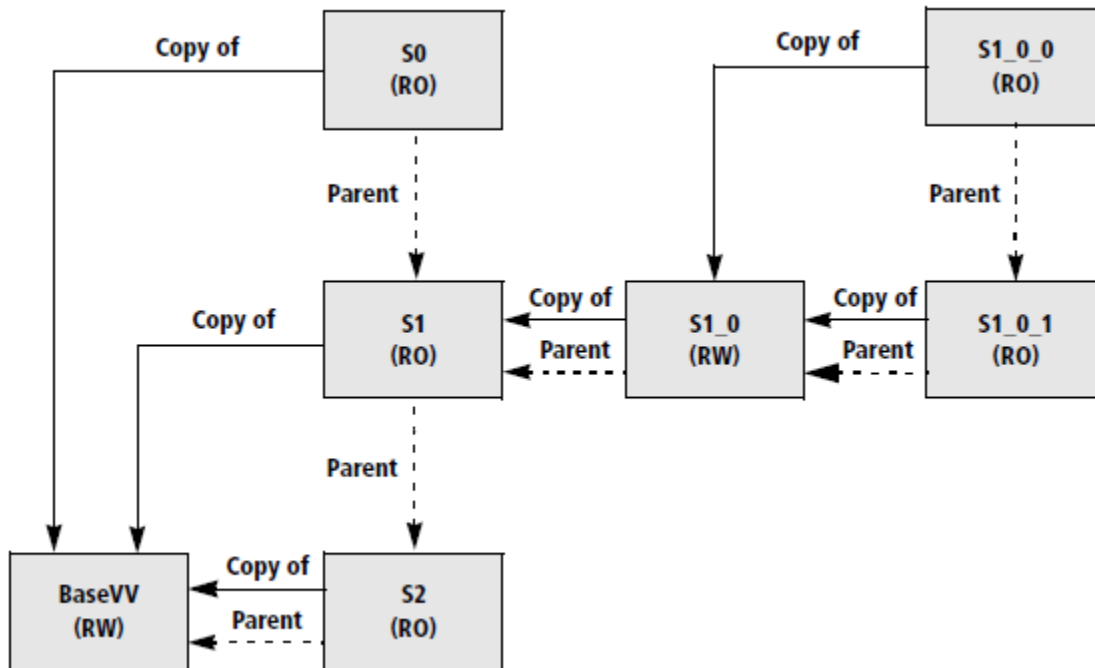 Copy of
S0
(RO)
Copy of
S1_0_0
(RO)
Parent
Parent
Copy of
S1
(RO)
Copy of
Parent
S1_0
(RW)
Copy of
Parent
S1_0_1
(RO)
Parent
BaseVV
(RW)
Copy of
Parent
S2
(RO)